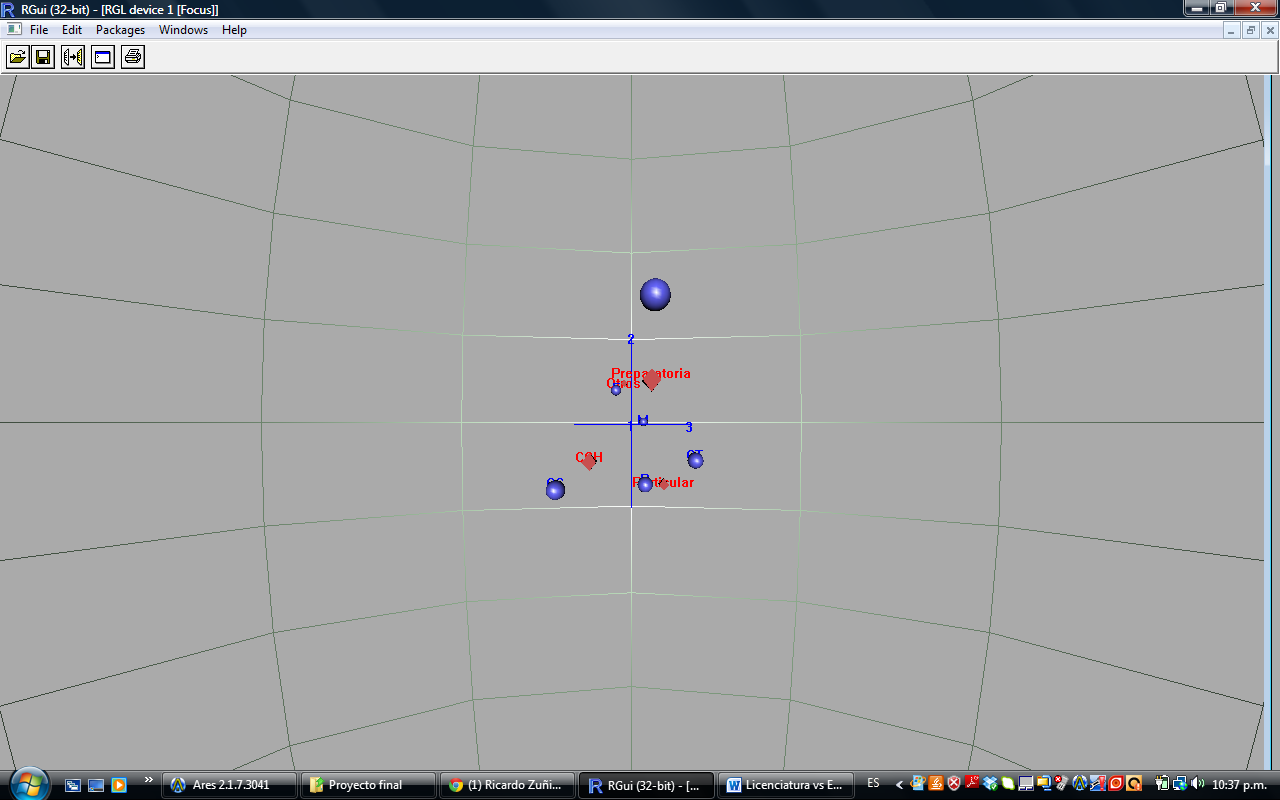 RGui (32-bit) - [RGL device 1 [Focus]]
File Edit Packages Windows Help
2
Preparatoria
Otros
M
1 3
CCH
CT
Particular
Ares 2.1.7.3041
Proyecto final
(1) Ricardo Zuñi...
RGui (32-bit) - [...
Licenciatura vs E...
ES
10:37 p.m.